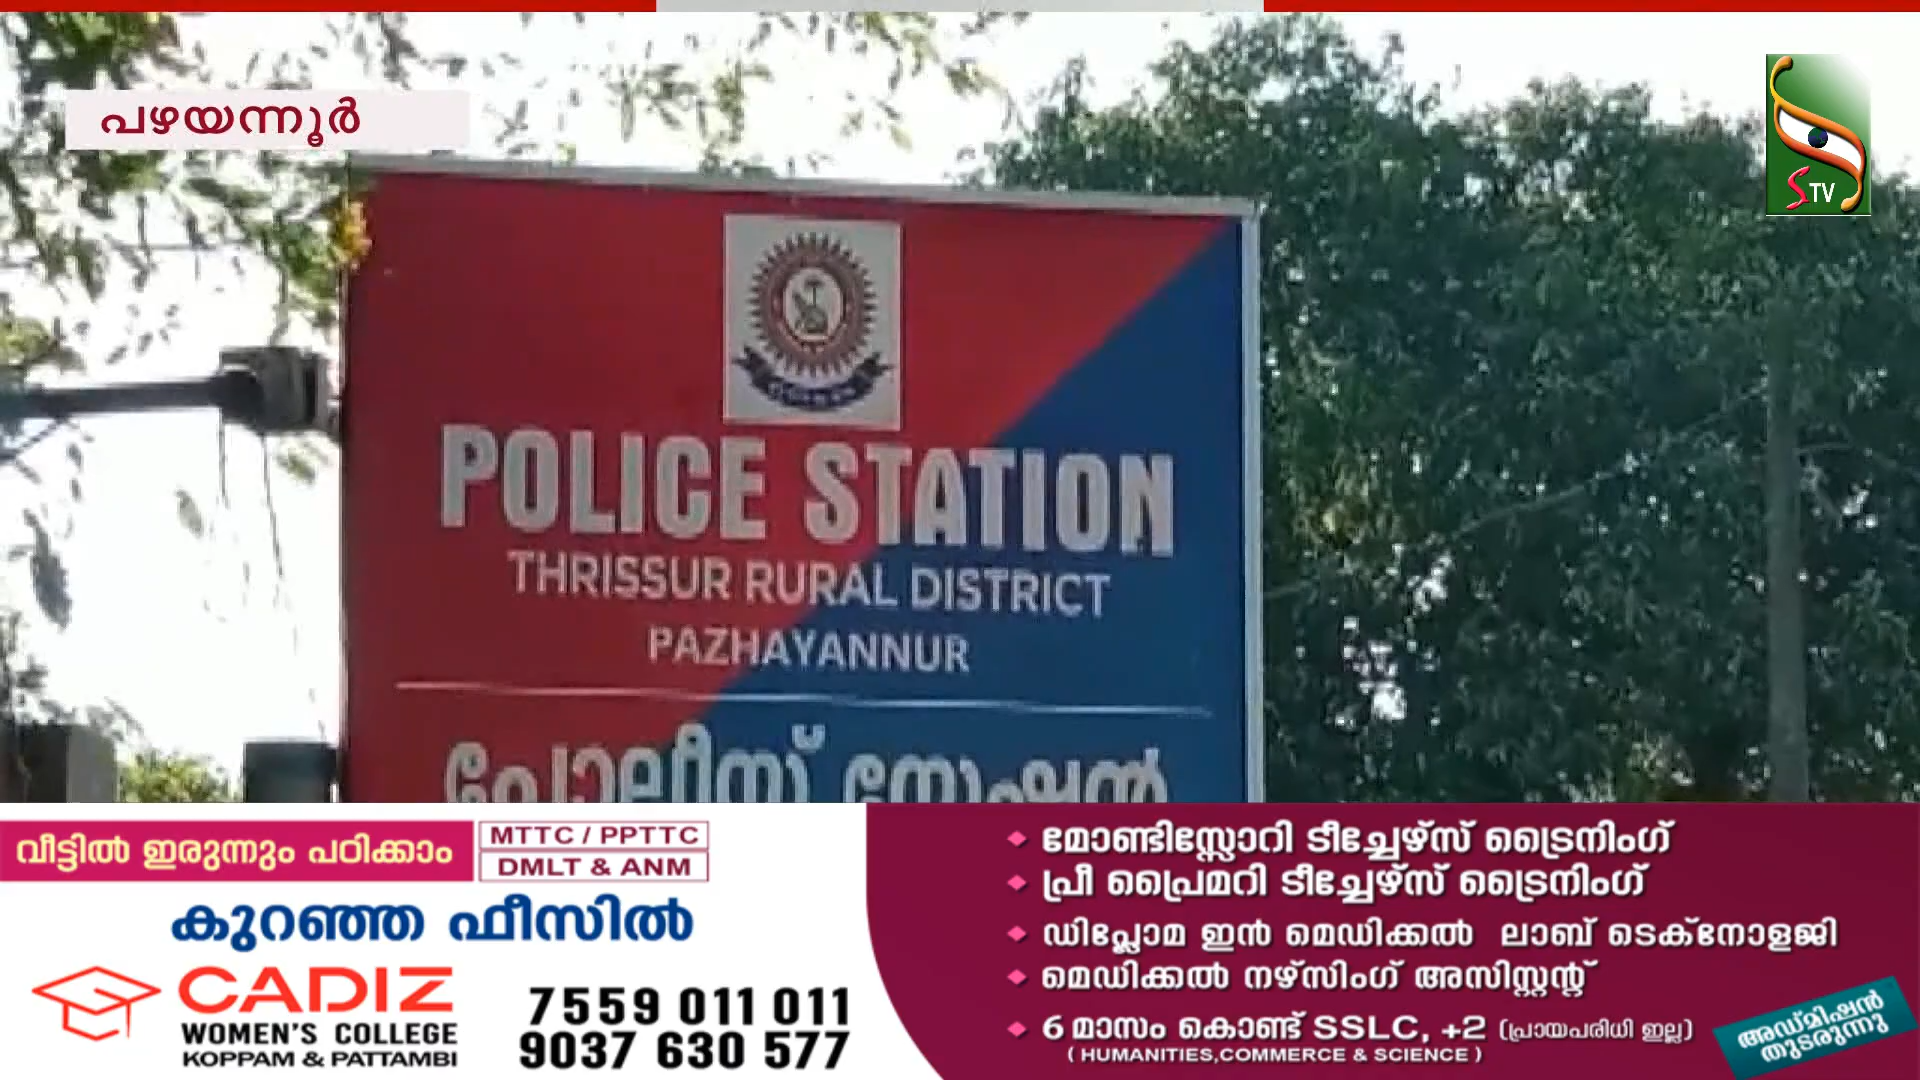 പഴയന്നൂർ
STV
POLICE STATION
THRISSUR RURAL DISTRICT
PAZHAYANNUR
പോലീസ് സ്റ്റേഷൻ
വീട്ടിൽ ഇരുന്നും പഠിക്കാം
MTTC / PPTTC
DMLT & ANM
കുറഞ്ഞ ഫീസിൽ
CADIZ
WOMEN'S COLLEGE
KOPPAM & PATTAMBI
7559 011 011
9037 630 577
മോണ്ടിസ്സോറി ടീച്ചേഴ്സ് ട്രൈനിംഗ്
പ്രീ പ്രൈമറി ടീച്ചേഴ്സ് ട്രൈനിംഗ്
ഡിപ്ലോമ ഇൻ മെഡിക്കൽ ലാബ് ടെക്നോളജി
മെഡിക്കൽ നഴ്സിംഗ് അസിസ്റ്റന്റ്
6 മാസം കൊണ്ട് SSLC, +2 (പ്രായപരിധി ഇല്ല)
( HUMANITIES,COMMERCE & SCIENCE )
അഡ്മിഷൻ
തുടരുന്നു